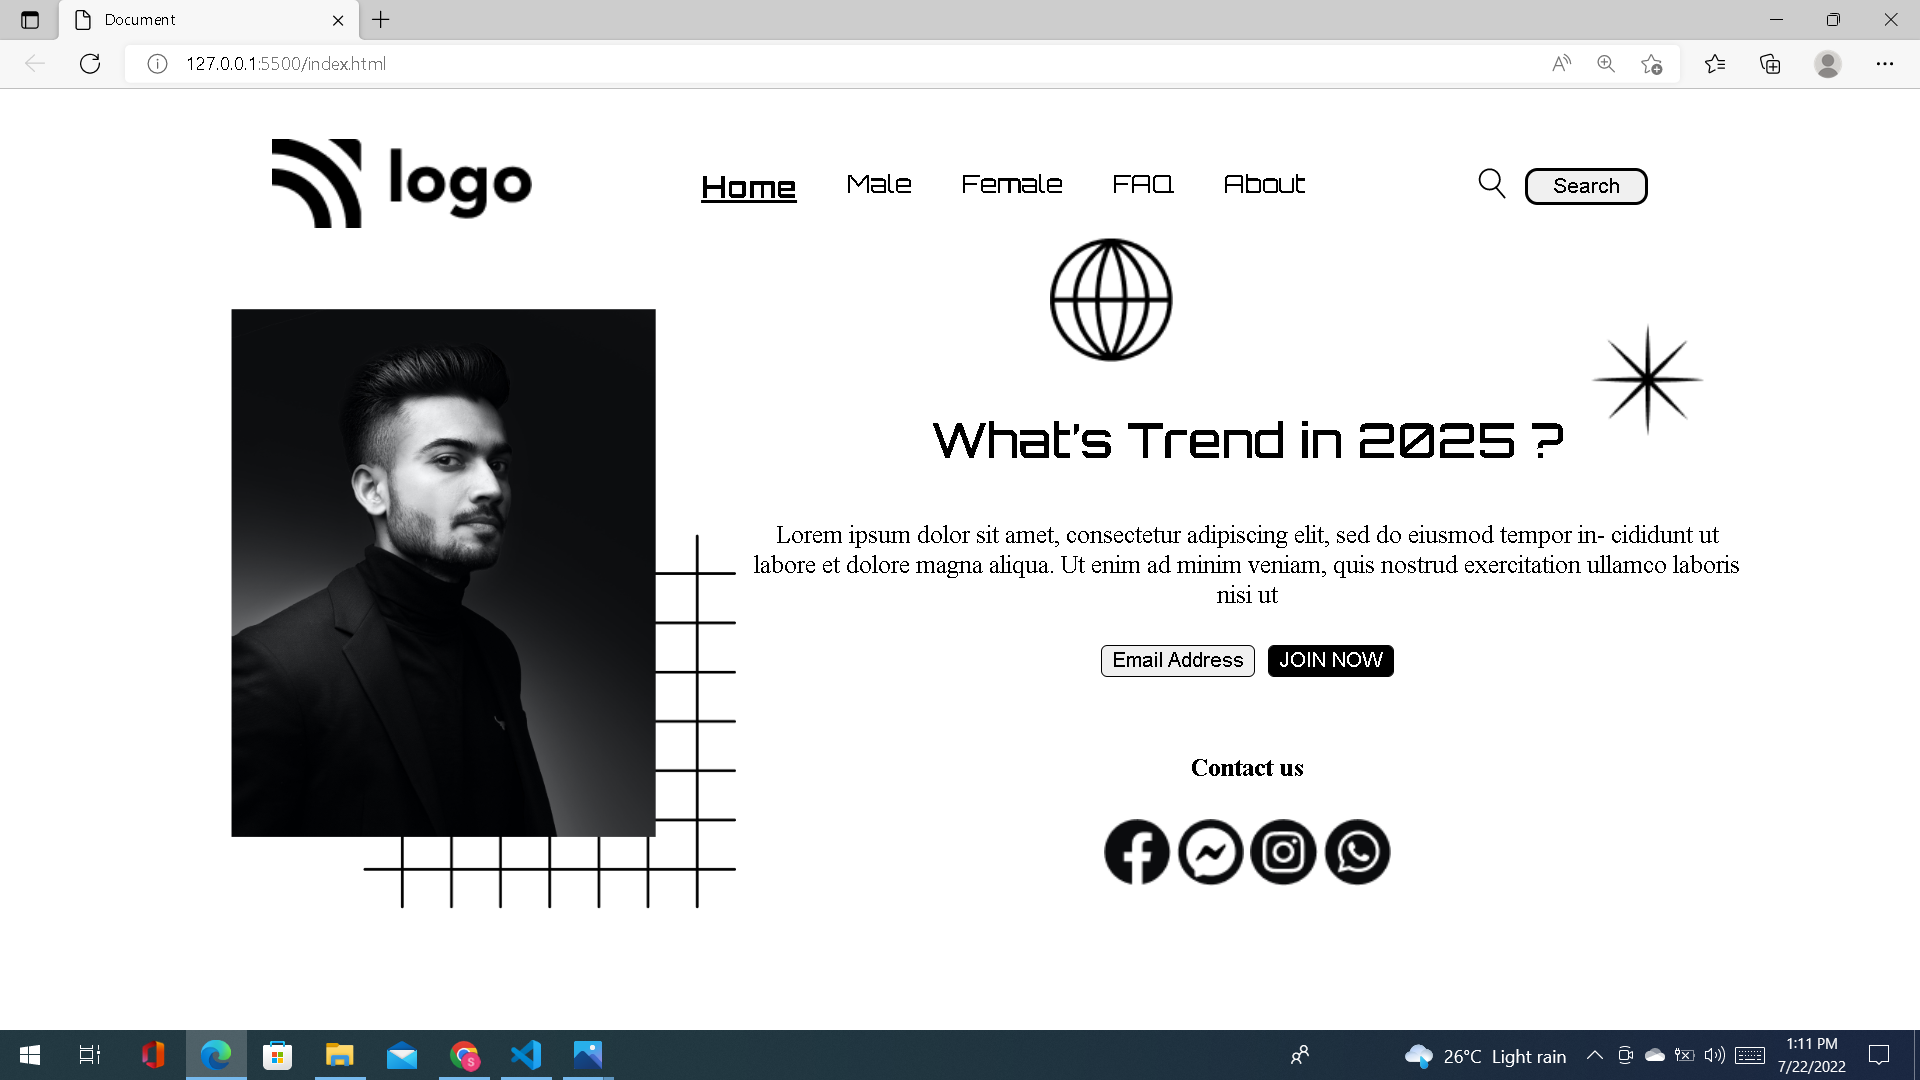 Document
127.0.0.1:5500/index.html
logo
Home Male Female FAQ About
Search
What's Trend in 2025 ?
Lorem ipsum dolor sit amet, consectetur adipiscing elit, sed do eiusmod tempor in- cididunt ut
labore et dolore magna aliqua. Ut enim ad minim veniam, quis nostrud exercitation ullamco laboris
nisi ut
Email Address JOIN NOW
Contact us
26°C Light rain
1:11 PM
7/22/2022